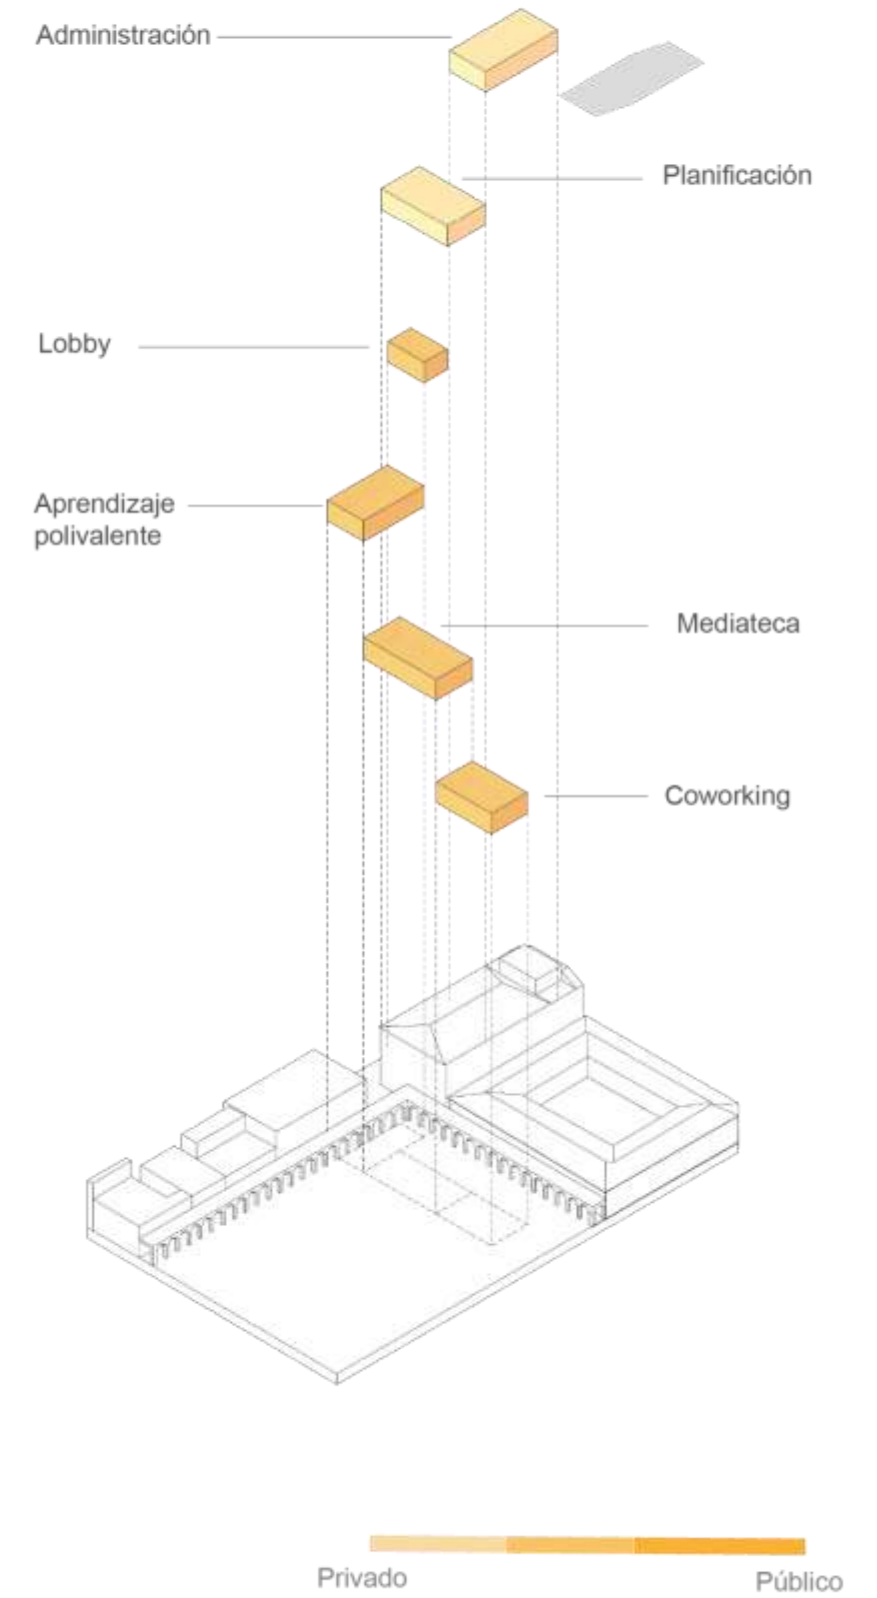 Administración
Planificación
Lobby
Aprendizaje
polivalente
Mediateca
Coworking
Privado
Público